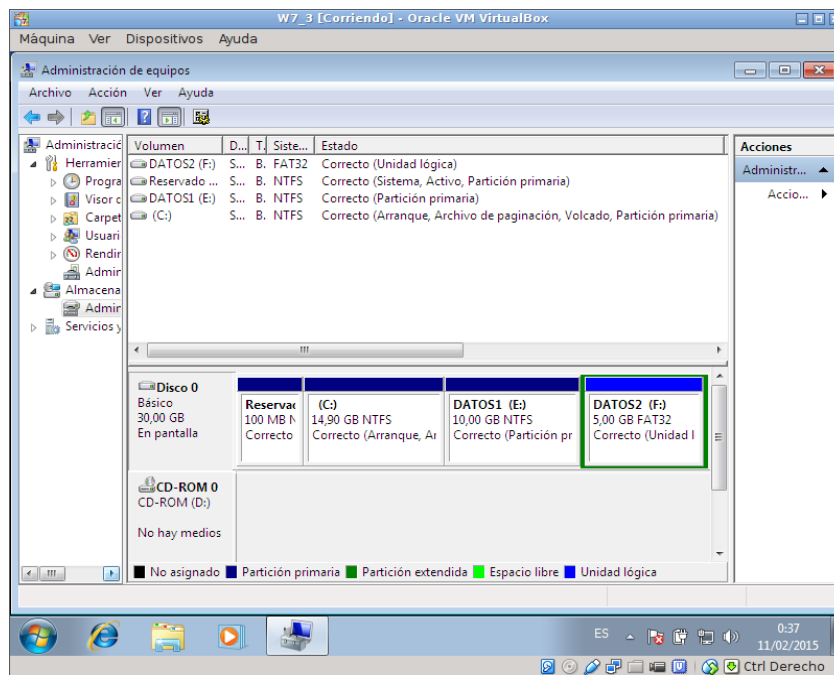 W7_3 [Corriendo] - Oracle VM VirtualBox
Máquina Ver Dispositivos Ayuda
Administración de equipos
Archivo Acción Ver Ayuda
Administracić
Herramier
Progra
Visor c
Carpet
Usuari
Rendir
Admir
Almacena
Admir
Servicios y
Volumen D... T. Siste... Estado
DATOS2 (F:) S... B. FAT32 Correcto (Unidad lógica)
Reservado ... S... B. NTFS Correcto (Sistema, Activo, Partición primaria)
DATOS1 (E:) S... B. NTFS Correcto (Partición primaria)
(C:) S... B. NTFS Correcto (Arranque, Archivo de paginación, Volcado, Partición primaria)
Acciones
Administr...
Accio...
Disco 0
Básico
30,00 GB
En pantalla
Reservac
100 MB N
Correcto
(C:)
14,90 GB NTFS
Correcto (Arranque, Ar
DATOS1 (E:)
10,00 GB NTFS
Correcto (Partición pr
DATOS2 (F:)
5,00 GB FAT32
Correcto (Unidad l
CD-ROM 0
CD-ROM (D:)
No hay medios
No asignado Partición primaria Partición extendida Espacio libre Unidad lógica
ES
0:37
11/02/2015
Ctrl Derecho